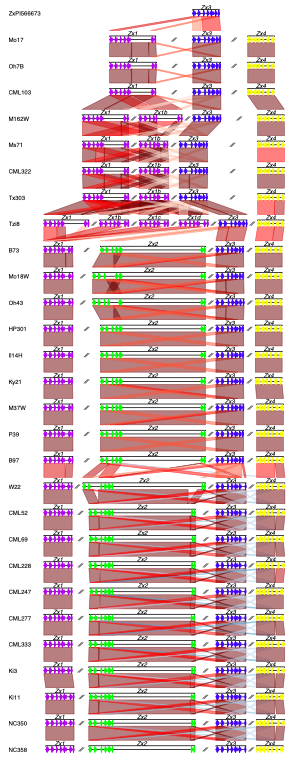 ZxPI566673 Zx3
Mo17 Zx1 Zx3 Zx4
Oh7B Zx1 Zx3 Zx4
CML103 Zx1 Zx3 Zx4
M162W Zx1 Zx1b Zx3 Zx4
Ms71 Zx1 Zx1b Zx3 Zx4
CML322 Zx1 Zx1b Zx3 Zx4
Tx303 Zx1 Zx1b Zx3 Zx4
Tzi8 Zx1 Zx1b Zx1c Zx1d Zx3 Zx4
B73 Zx1 Zx2 Zx3 Zx4
Mo18W Zx1 Zx2 Zx3 Zx4
Oh43 Zx1 Zx2 Zx3 Zx4
HP301 Zx1 Zx2 Zx3 Zx4
Il14H Zx1 Zx2 Zx3 Zx4
Ky21 Zx1 Zx2 Zx3 Zx4
M37W Zx1 Zx2 Zx3 Zx4
P39 Zx1 Zx2 Zx3 Zx4
B97 Zx1 Zx2 Zx3 Zx4
W22 Zx1 Zx2 Zx3 Zx4
CML52 Zx1 Zx2 Zx3 Zx4
CML69 Zx1 Zx2 Zx3 Zx4
CML228 Zx1 Zx2 Zx3 Zx4
CML247 Zx1 Zx2 Zx3 Zx4
CML277 Zx1 Zx2 Zx3 Zx4
CML333 Zx1 Zx2 Zx3 Zx4
Ki3 Zx1 Zx2 Zx3 Zx4
Ki11 Zx1 Zx2 Zx3 Zx4
NC350 Zx1 Zx2 Zx3 Zx4
NC358 Zx1 Zx2 Zx3 Zx4